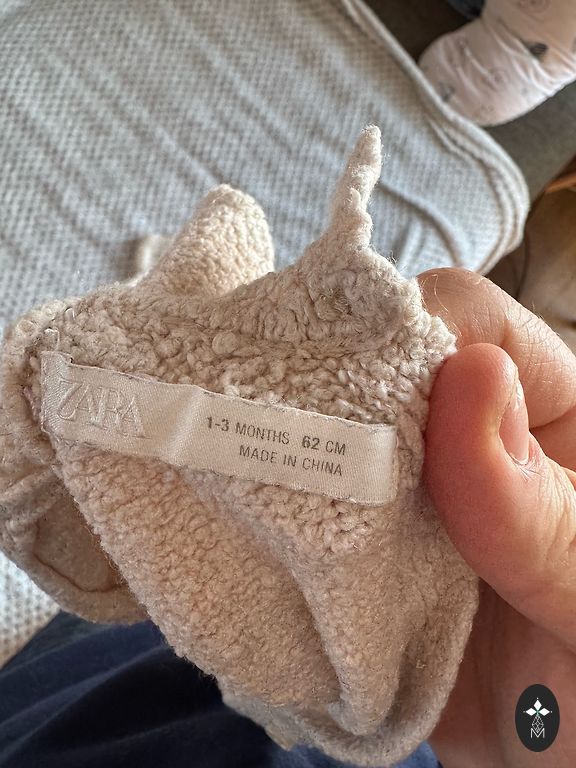 ZARA
1-3 MONTHS 62 CM
MADE IN CHINA
M